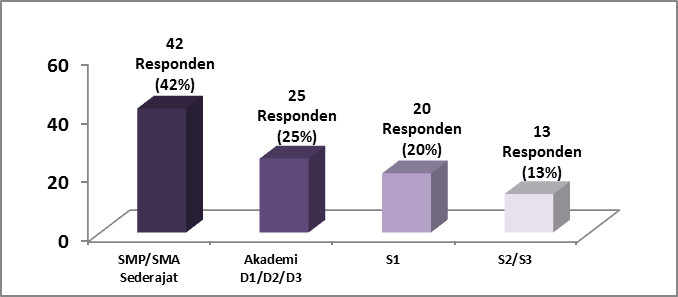 42
Responden
(42%)
25
Responden
(25%)
20
Responden
(20%)
13
Responden
(13%)
60
40
20
0
SMP/SMA
Sederajat
Akademi
D1/D2/D3
S1
S2/S3